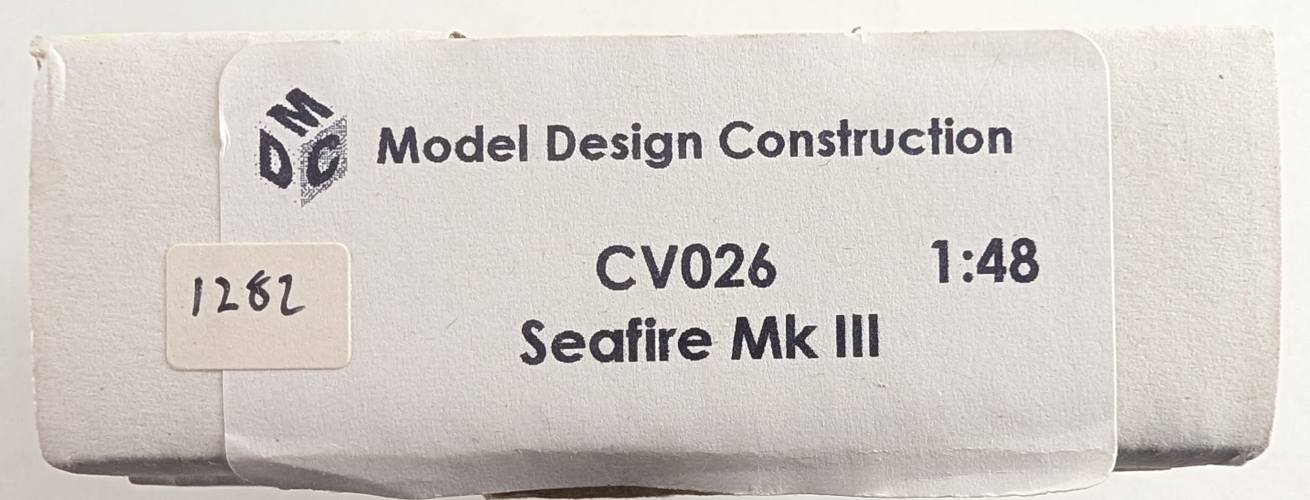 MDC
Model Design Construction
CV026 1:48
1282
Seafire Mk III